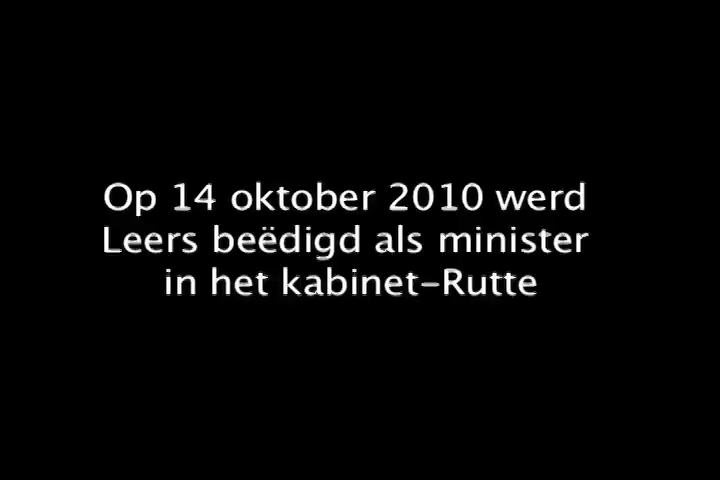 Op 14 oktober 2010 werd
Leers beëdigd als minister
in het kabinet-Rutte